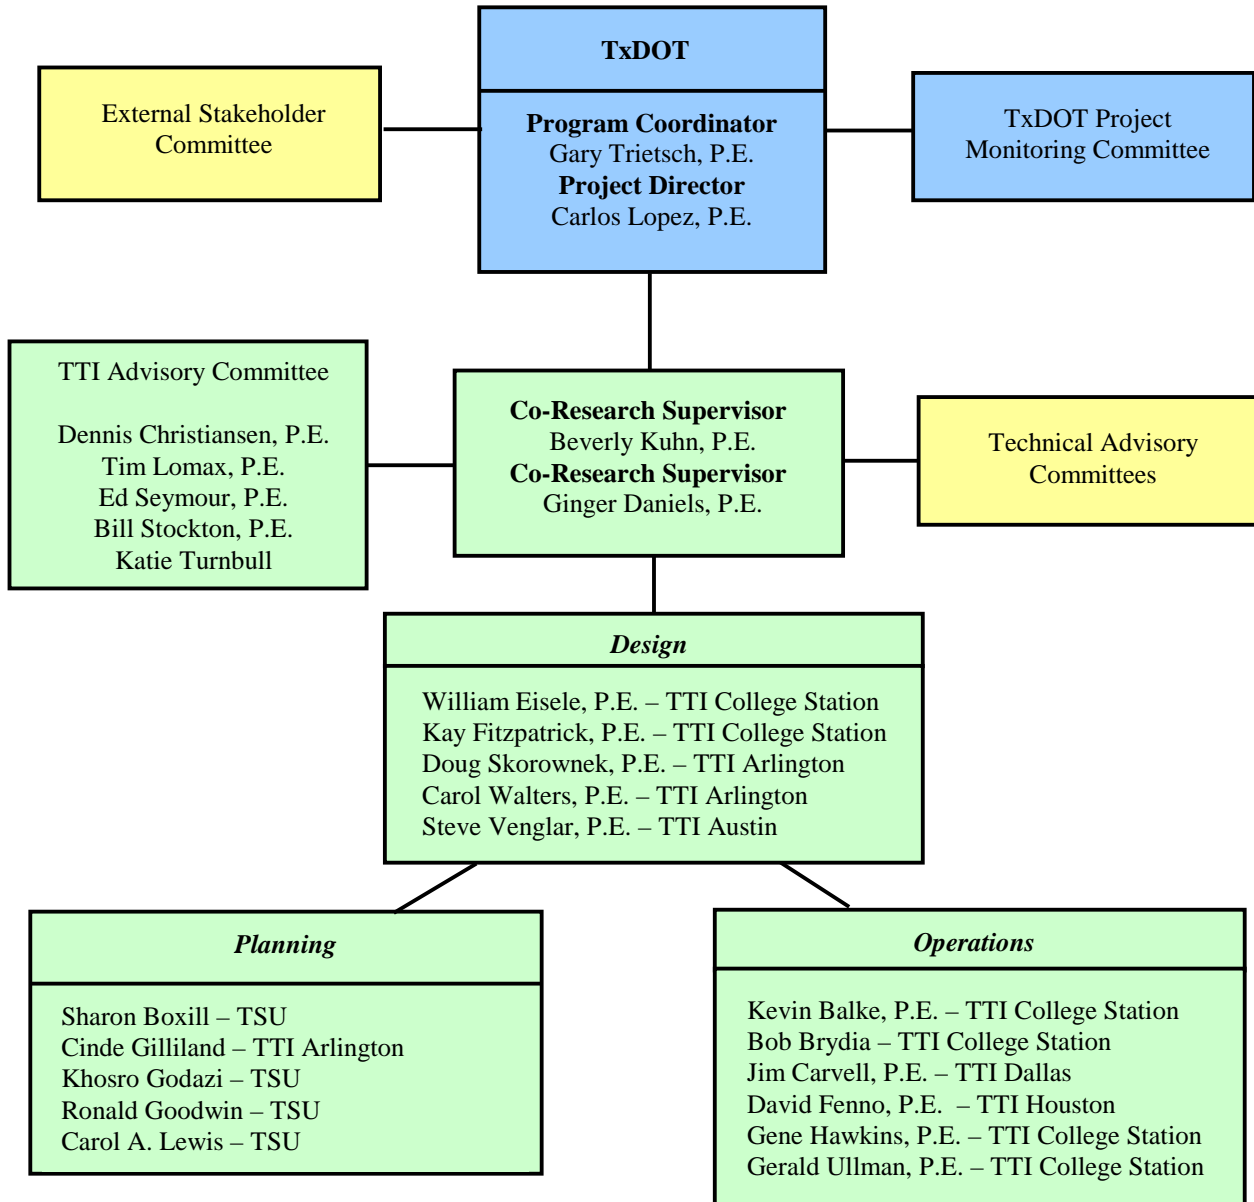 TxDOT
Program Coordinator
Gary Trietsch, P.E.
Project Director
Carlos Lopez, P.E.
External Stakeholder
Committee
TxDOT Project
Monitoring Committee
TTI Advisory Committee
Dennis Christiansen, P.E.
Tim Lomax, P.E.
Ed Seymour, P.E.
Bill Stockton, P.E.
Katie Turnbull
Co-Research Supervisor
Beverly Kuhn, P.E.
Co-Research Supervisor
Ginger Daniels, P.E.
Technical Advisory
Committees
Design
William Eisele, P.E. – TTI College Station
Kay Fitzpatrick, P.E. – TTI College Station
Doug Skorownek, P.E. – TTI Arlington
Carol Walters, P.E. – TTI Arlington
Steve Venglar, P.E. – TTI Austin
Planning
Sharon Boxill – TSU
Cinde Gilliland – TTI Arlington
Khosro Godazi – TSU
Ronald Goodwin – TSU
Carol A. Lewis – TSU
Operations
Kevin Balke, P.E. – TTI College Station
Bob Brydia – TTI College Station
Jim Carvell, P.E. – TTI Dallas
David Fenno, P.E. – TTI Houston
Gene Hawkins, P.E. – TTI College Station
Gerald Ullman, P.E. – TTI College Station